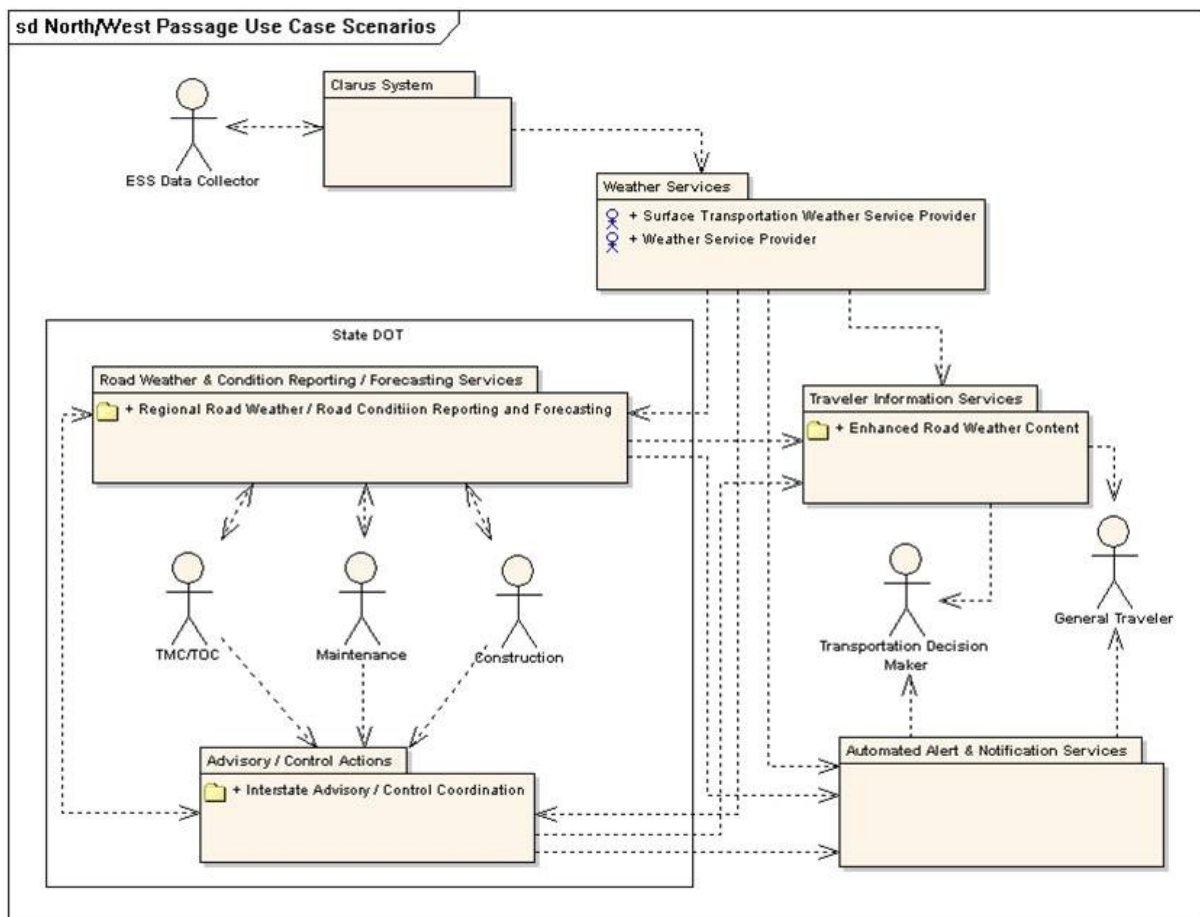 sd North/West Passage Use Case Scenarios
Clarus System
ESS Data Collector
Weather Services
+ Surface Transportation Weather Service Provider
+ Weather Service Provider
State DOT
Road Weather & Condition Reporting / Forecasting Services
+ Regional Road Weather / Road Conditiion Reporting and Forecasting
Traveler Information Services
+ Enhanced Road Weather Content
TMC/TOC
Maintenance
Construction
Transportation Decision
Maker
General Traveler
Advisory / Control Actions
+ Interstate Advisory / Control Coordination
Automated Alert & Notification Services